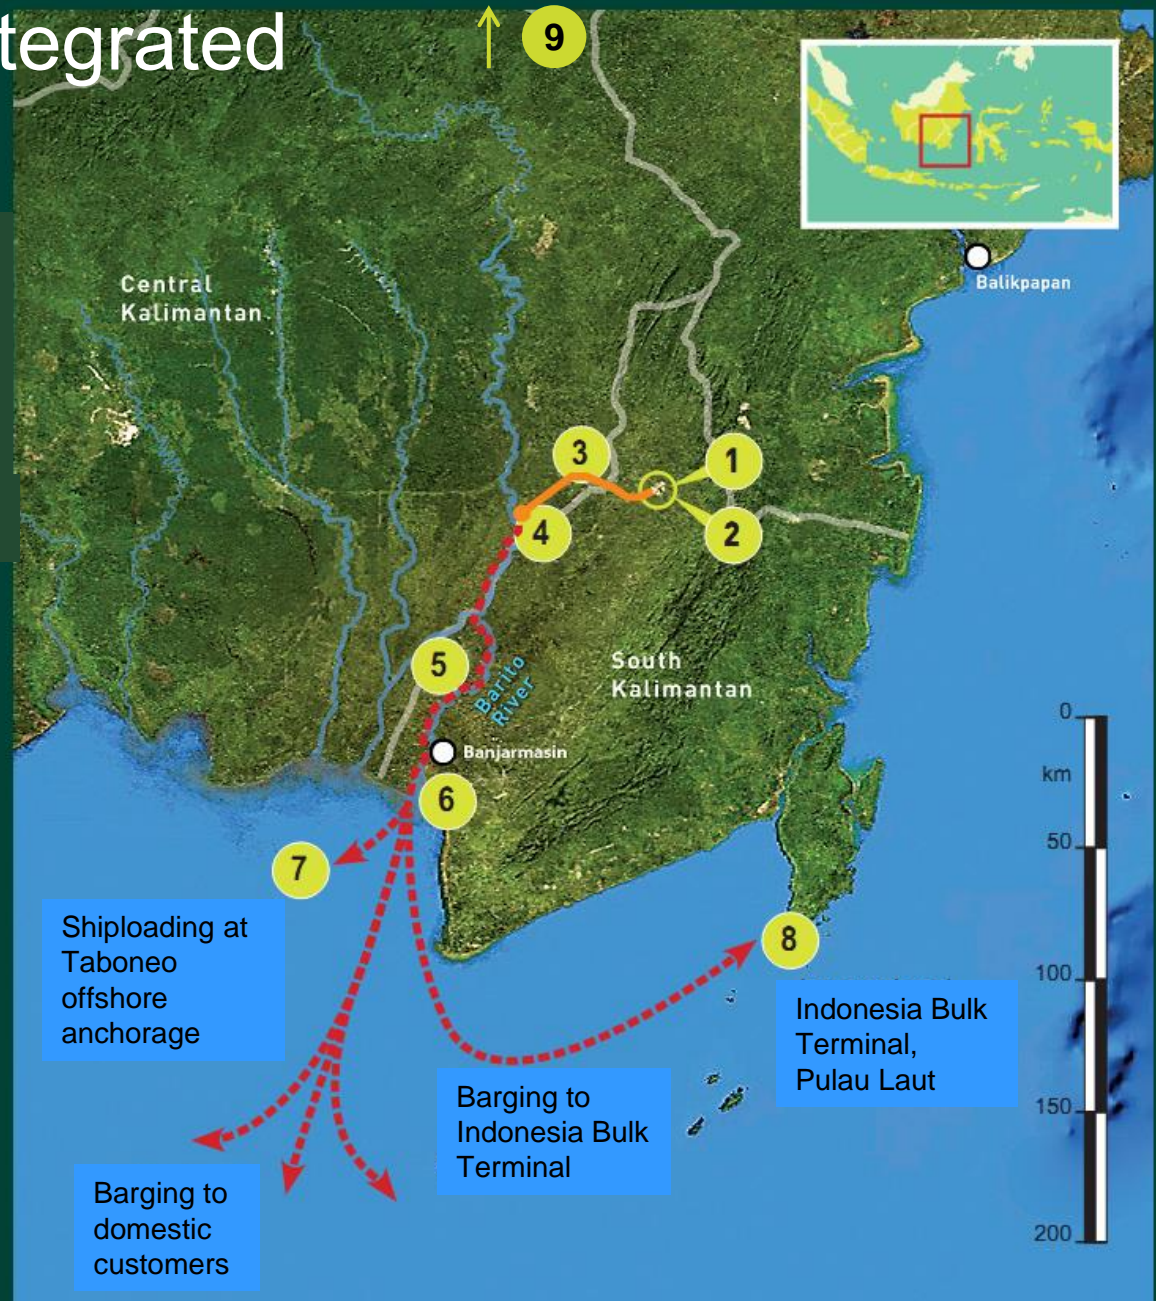 tegrated
9
Central
Kalimantan
Balikpapan
3
1
4
2
5
Barito
River
South
Kalimantan
Banjarmasin
6
7
8
0
km
50
100
150
200
Shiploading at
Taboneo
offshore
anchorage
Indonesia Bulk
Terminal,
Pulau Laut
Barging to
Indonesia Bulk
Terminal
Barging to
domestic
customers